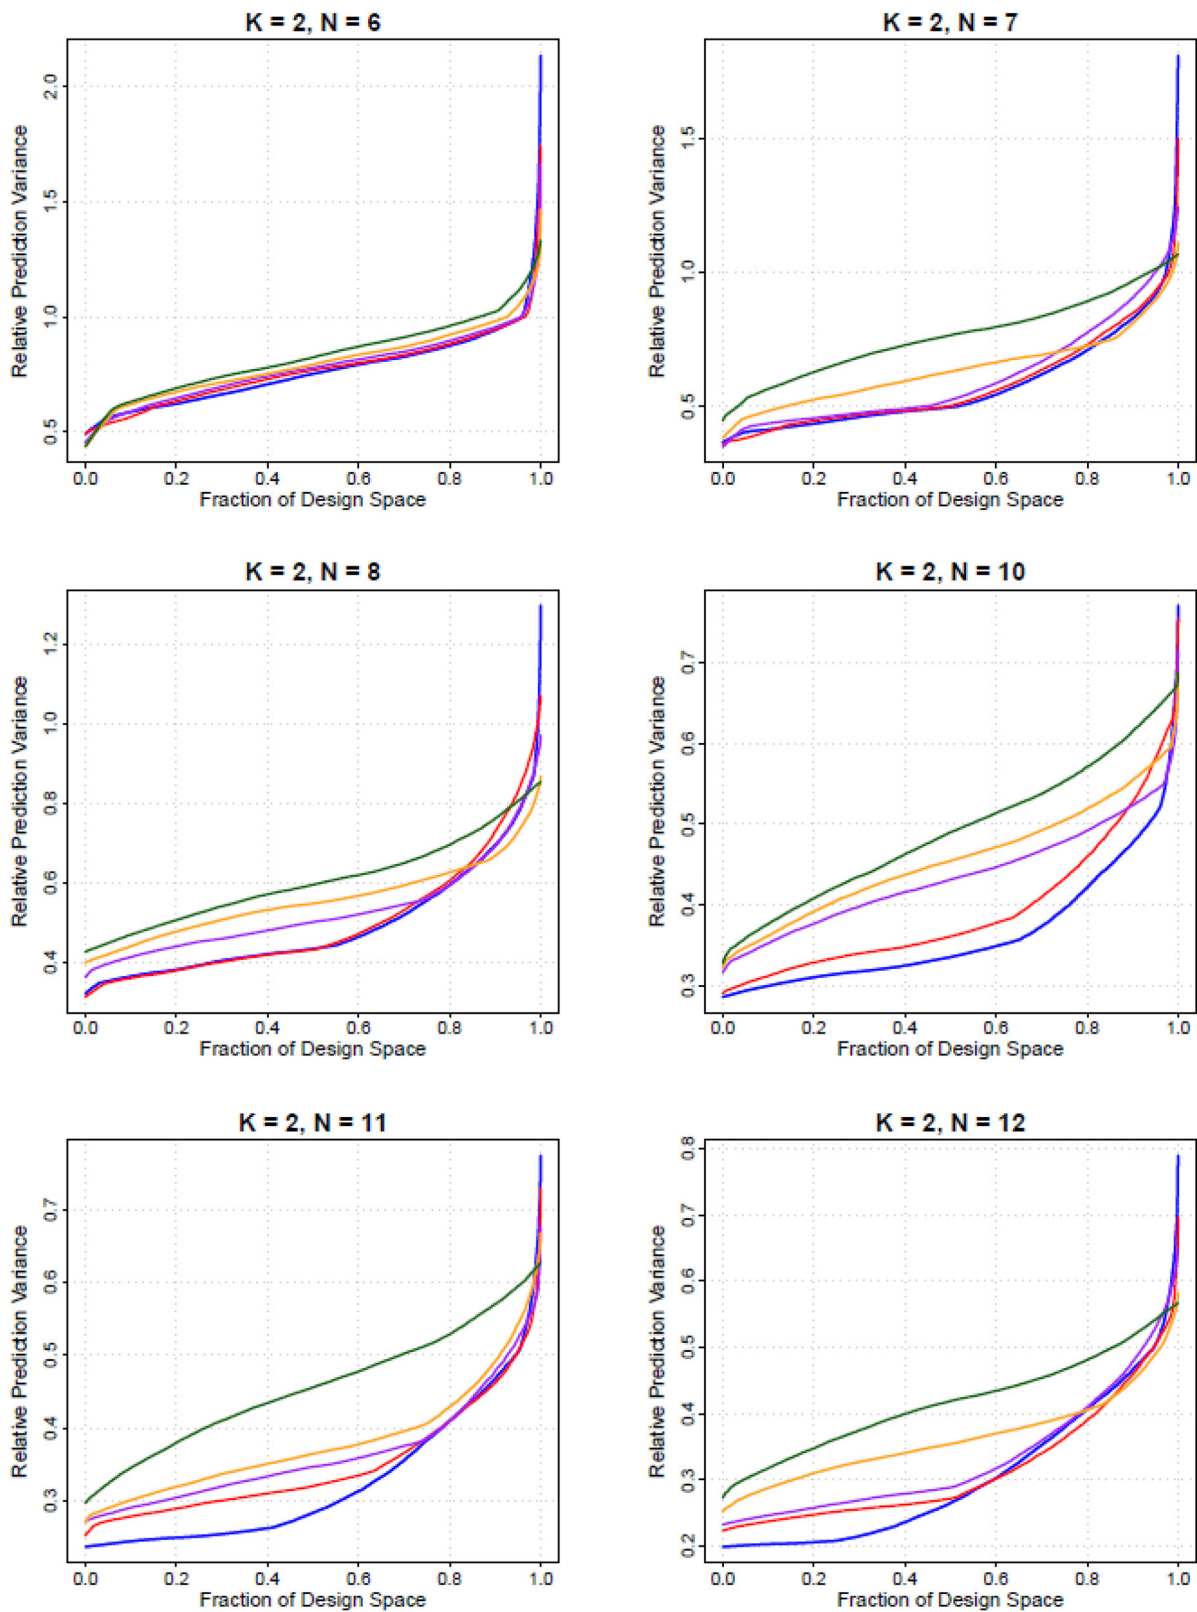 K = 2, N = 6
Relative Prediction Variance
2.0
1.5
1.0
0.5
0.0 0.2 0.4 0.6 0.8 1.0
Fraction of Design Space
K = 2, N = 7
Relative Prediction Variance
1.5
1.0
0.5
0.0 0.2 0.4 0.6 0.8 1.0
Fraction of Design Space
K = 2, N = 8
Relative Prediction Variance
1.2
1.0
0.8
0.6
0.4
0.0 0.2 0.4 0.6 0.8 1.0
Fraction of Design Space
K = 2, N = 10
Relative Prediction Variance
0.7
0.6
0.5
0.4
0.3
0.0 0.2 0.4 0.6 0.8 1.0
Fraction of Design Space
K = 2, N = 11
Relative Prediction Variance
0.7
0.6
0.5
0.4
0.3
0.0 0.2 0.4 0.6 0.8 1.0
Fraction of Design Space
K = 2, N = 12
Relative Prediction Variance
0.8
0.7
0.6
0.5
0.4
0.3
0.2
0.0 0.2 0.4 0.6 0.8 1.0
Fraction of Design Space